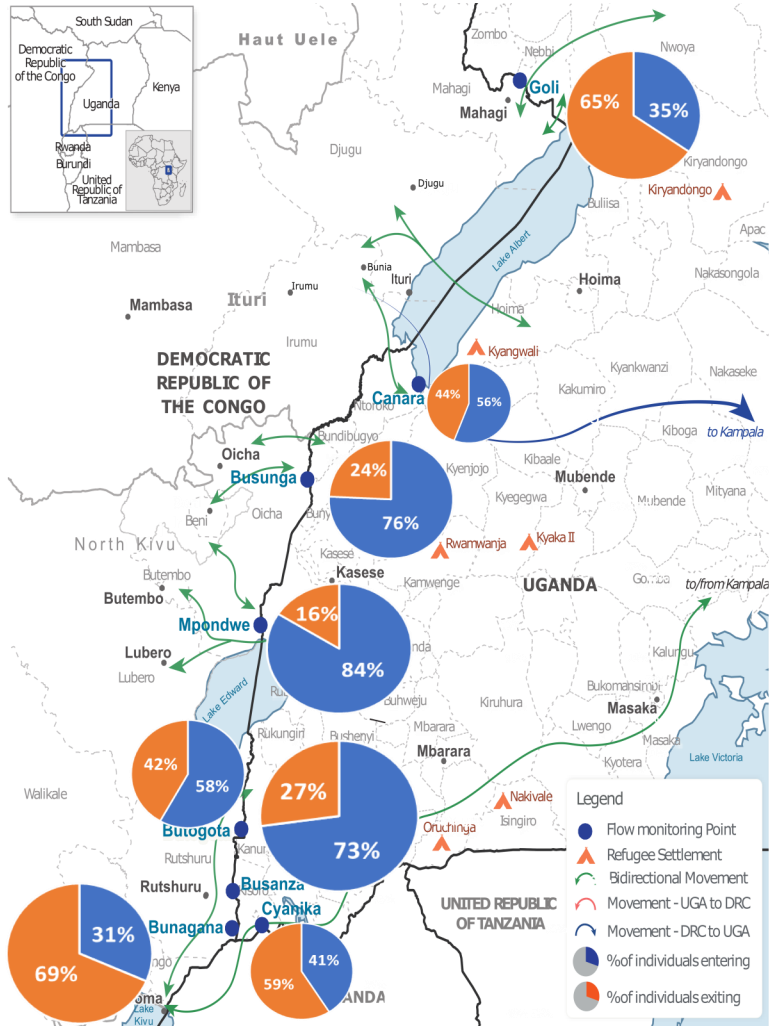 South Sudan
Democratic
Republic
of the Congo
Kenya
Uganda
Rwanda
Burundi
United
Republic of
Tanzania
Haut Uele
Zombo
Nebbi
Nwoya
Goli
Mahagi
Mahagi
65%
35%
Djugu
Djugu
Kiryandongo
Kiryandongo
Buliisa
Apac
Mambasa
Lake Albert
Bunia
Nakasongola
Irumu
Ituri
Hoima
Ituri
Mambasa
Hoima
Irumu
Kyangwali
DEMOCRATIC
REPUBLIC OF
THE CONGO
Kyankwanzi
Nakaseke
Canara
Kakumiro
44%
56%
Ntoroko
to Kampala
Kiboga
Bundibugyo
Oicha
Kibaale
Kyenjojo
24%
Busunga
Mubende
Kyegegwa
Mityana
Mubende
Oicha
Beni
76%
Kyaka II
Rwamwanja
North Kivu
Kasese
Kasese
Butembo
Kamwenge
UGANDA
Gomba
to/from Kampala
Butembo
16%
Mpondwe
Lubero
84%
Kalungu
Lubero
Lake Edward
Bukomansimbi
Kiruhura
Buhweju
Masaka
Mbarara
Lwengo
Rukungiri
Bushenyi
Masaka
Mbarara
42%
58%
Kyotera
Lake Victoria
27%
Walikale
Nakivale
Legend
Isingiro
Oruchinga
Butogota
73%
Flow monitoring Point
Rutshuru
Refugee Settlement
Bidirectional Movement
Rutshuru
Busanza
Kisoro
UNITED REPUBLIC
OF TANZANIA
Movement - UGA to DRC
Cyanika
Bunagana
Movement - DRC to UGA
31%
69%
41%
59%
% of individuals entering
% of individuals exiting
Lake
Kivu